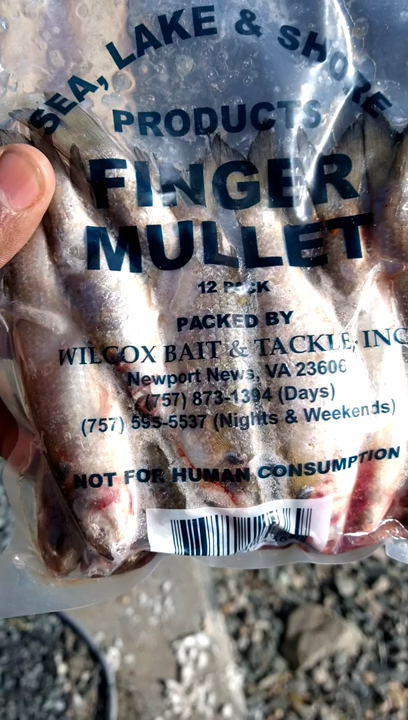 SEA, LAKE & SHORE
PRODUCTS
FINGER
MULLET
12 PACK
PACKED BY
WILCOX BAIT & TACKLE, INC
Newport News, VA 23606
(757) 873-1394 (Days)
(757) 595-5537 (Nights & Weekends)
NOT FOR HUMAN CONSUMPTION